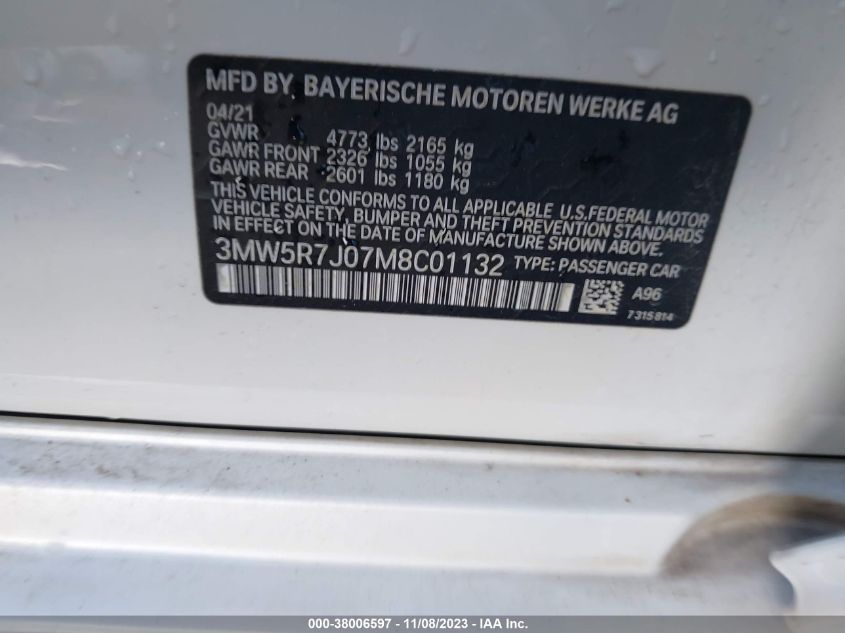 MFD BY BAYERISCHE MOTOREN WERKE AG
04/21
GVWR 4773 lbs 2165 kg
GAWR FRONT 2326 lbs 1055 kg
GAWR REAR 2601 lbs 1180 kg
THIS VEHICLE CONFORMS TO ALL APPLICABLE U.S.FEDERAL MOTOR
VEHICLE SAFETY, BUMPER AND THEFT PREVENTION STANDARDS
IN EFFECT ON THE DATE OF MANUFACTURE SHOWN ABOVE.
3MW5R7J07M8C01132 TYPE: PASSENGER CAR
A96
7315814
000-38006597 - 11/08/2023 - IAA Inc.